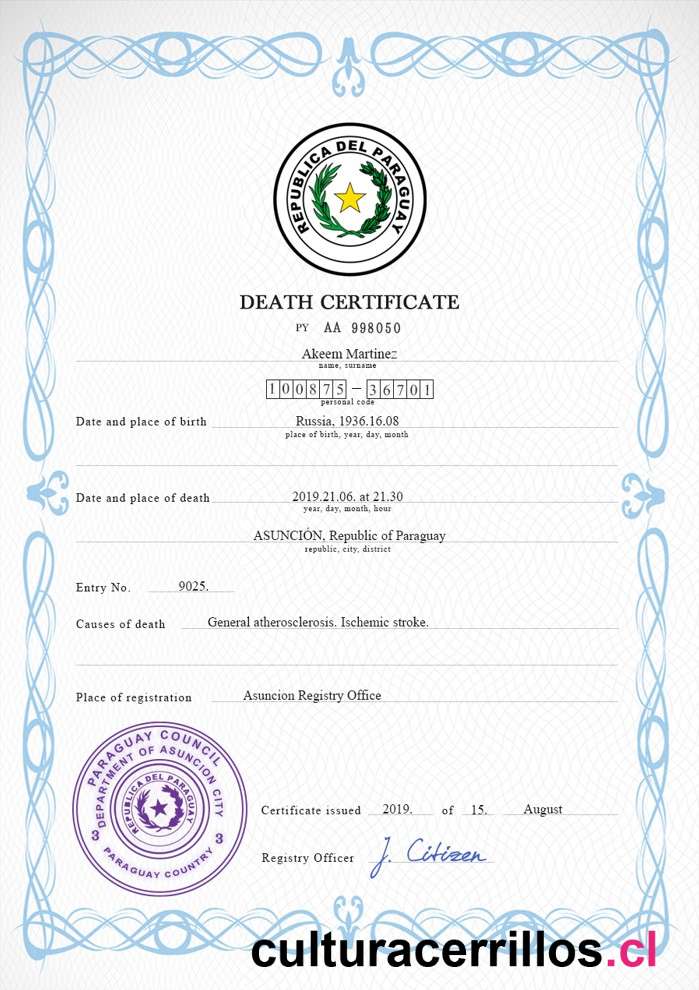 REPUBLICA DEL PARAGUAY
DEATH CERTIFICATE
PY AA 998050
Akeem Martinez
name, surname
100875 – 36701
personal code
Date and place of birth Russia, 1936.16.08
place of birth, year, day, month
Date and place of death 2019.21.06. at 21.30
year, day, month, hour
ASUNCIÓN, Republic of Paraguay
republic, city, district
Entry No. 9025.
Causes of death General atherosclerosis. Ischemic stroke.
Place of registration Asuncion Registry Office
PARAGUAY COUNCIL
DEPARTMENT OF ASUNCION CITY
REPUBLICA DEL PARAGUAY
3 3
PARAGUAY COUNTRY
Certificate issued 2019. of 15. August
Registry Officer J. Citizen
culturacerrillos.cl